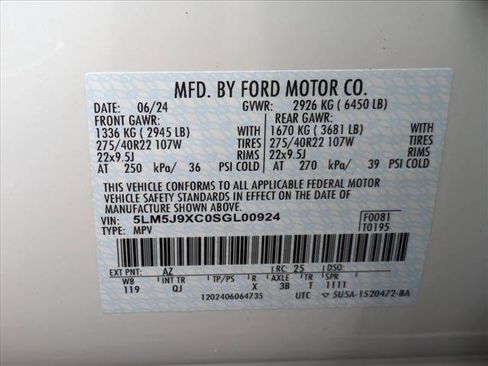 MFD. BY FORD MOTOR CO.
DATE: 06/24 GVWR: 2926 KG ( 6450 LB)
FRONT GAWR: REAR GAWR:
1336 KG ( 2945 LB) WITH 1670 KG ( 3681 LB) WITH
275/40R22 107W TIRES 275/40R22 107W TIRES
22x9.5J RIMS 22x9.5J RIMS
AT 250 kPa/ 36 PSI COLD AT 270 kPa/ 39 PSI COLD
THIS VEHICLE CONFORMS TO ALL APPLICABLE FEDERAL MOTOR
VEHICLE SAFETY STANDARDS IN EFFECT ON THE DATE OF
MANUFACTURE SHOWN ABOVE.
VIN: 5LM5J9XC0SGL00924 F0081
TYPE: MPV T0195
EXT PNT: AZ RC: 25 DSO:
WB INT TR TP/PS R AXLE TR SPR
119 QJ X 3B T 1111
1202406064735 UTC ▽ 5U5A-1520472-BA